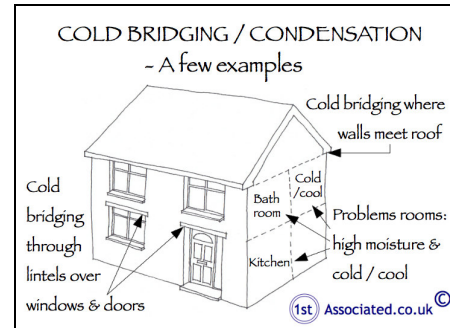 COLD BRIDGING / CONDENSATION
- A few examples
Cold bridging where
walls meet roof
Cold
bridging
through
lintels over
windows & doors
Bath
room
Cold
/cool
Kitchen
Problems rooms:
high moisture &
cold / cool
1st Associated.co.uk ©